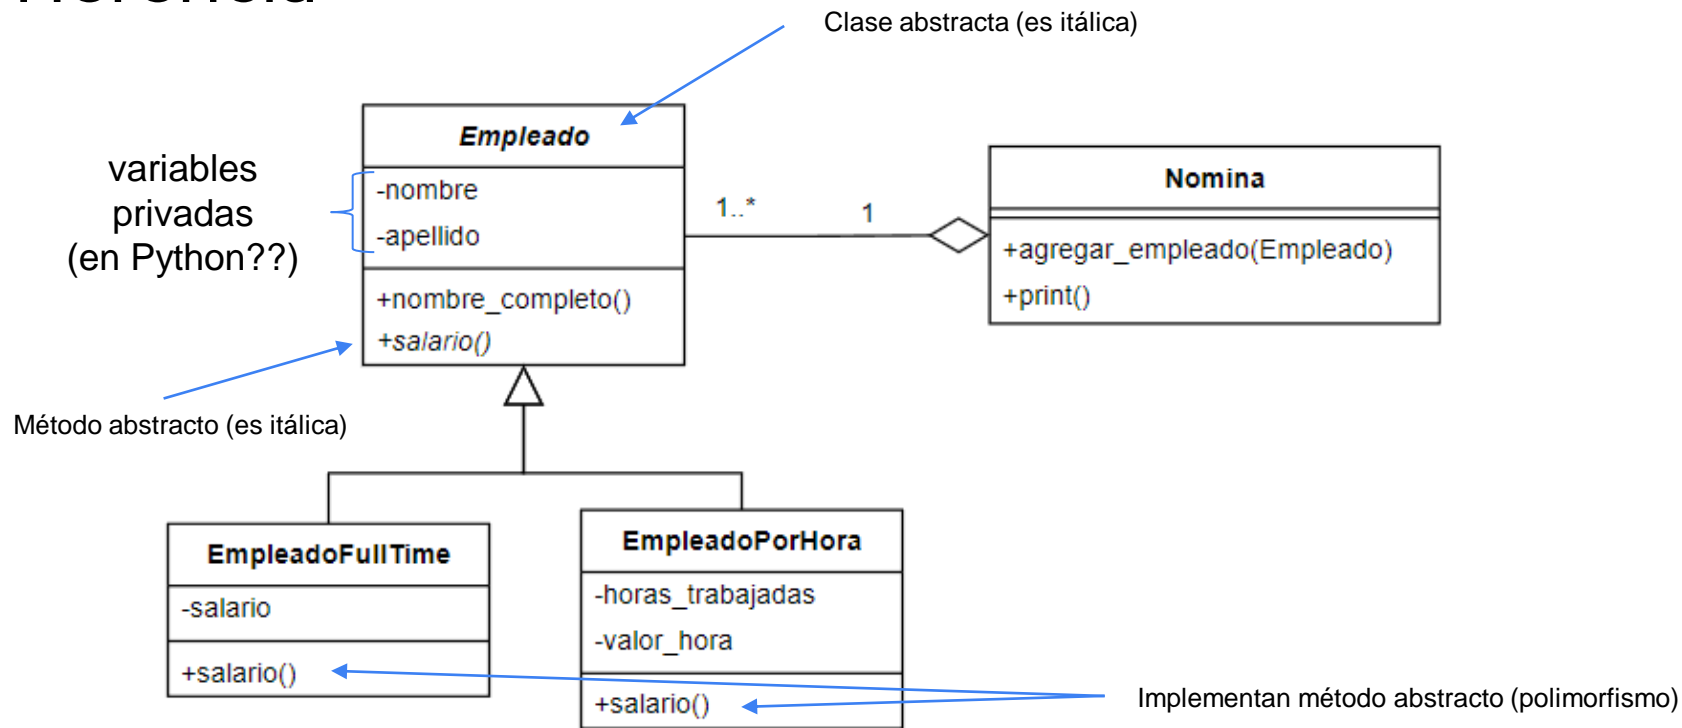 Herencia
Clase abstracta (es itálica)
Empleado
-nombre
-apellido
+nombre_completo()
+salario()
variables
privadas
(en Python??)
1..*
1
Nomina
+agregar_empleado(Empleado)
+print()
Método abstracto (es itálica)
EmpleadoFullTime
-salario
+salario()
EmpleadoPorHora
-horas_trabajadas
-valor_hora
+salario()
Implementan método abstracto (polimorfismo)